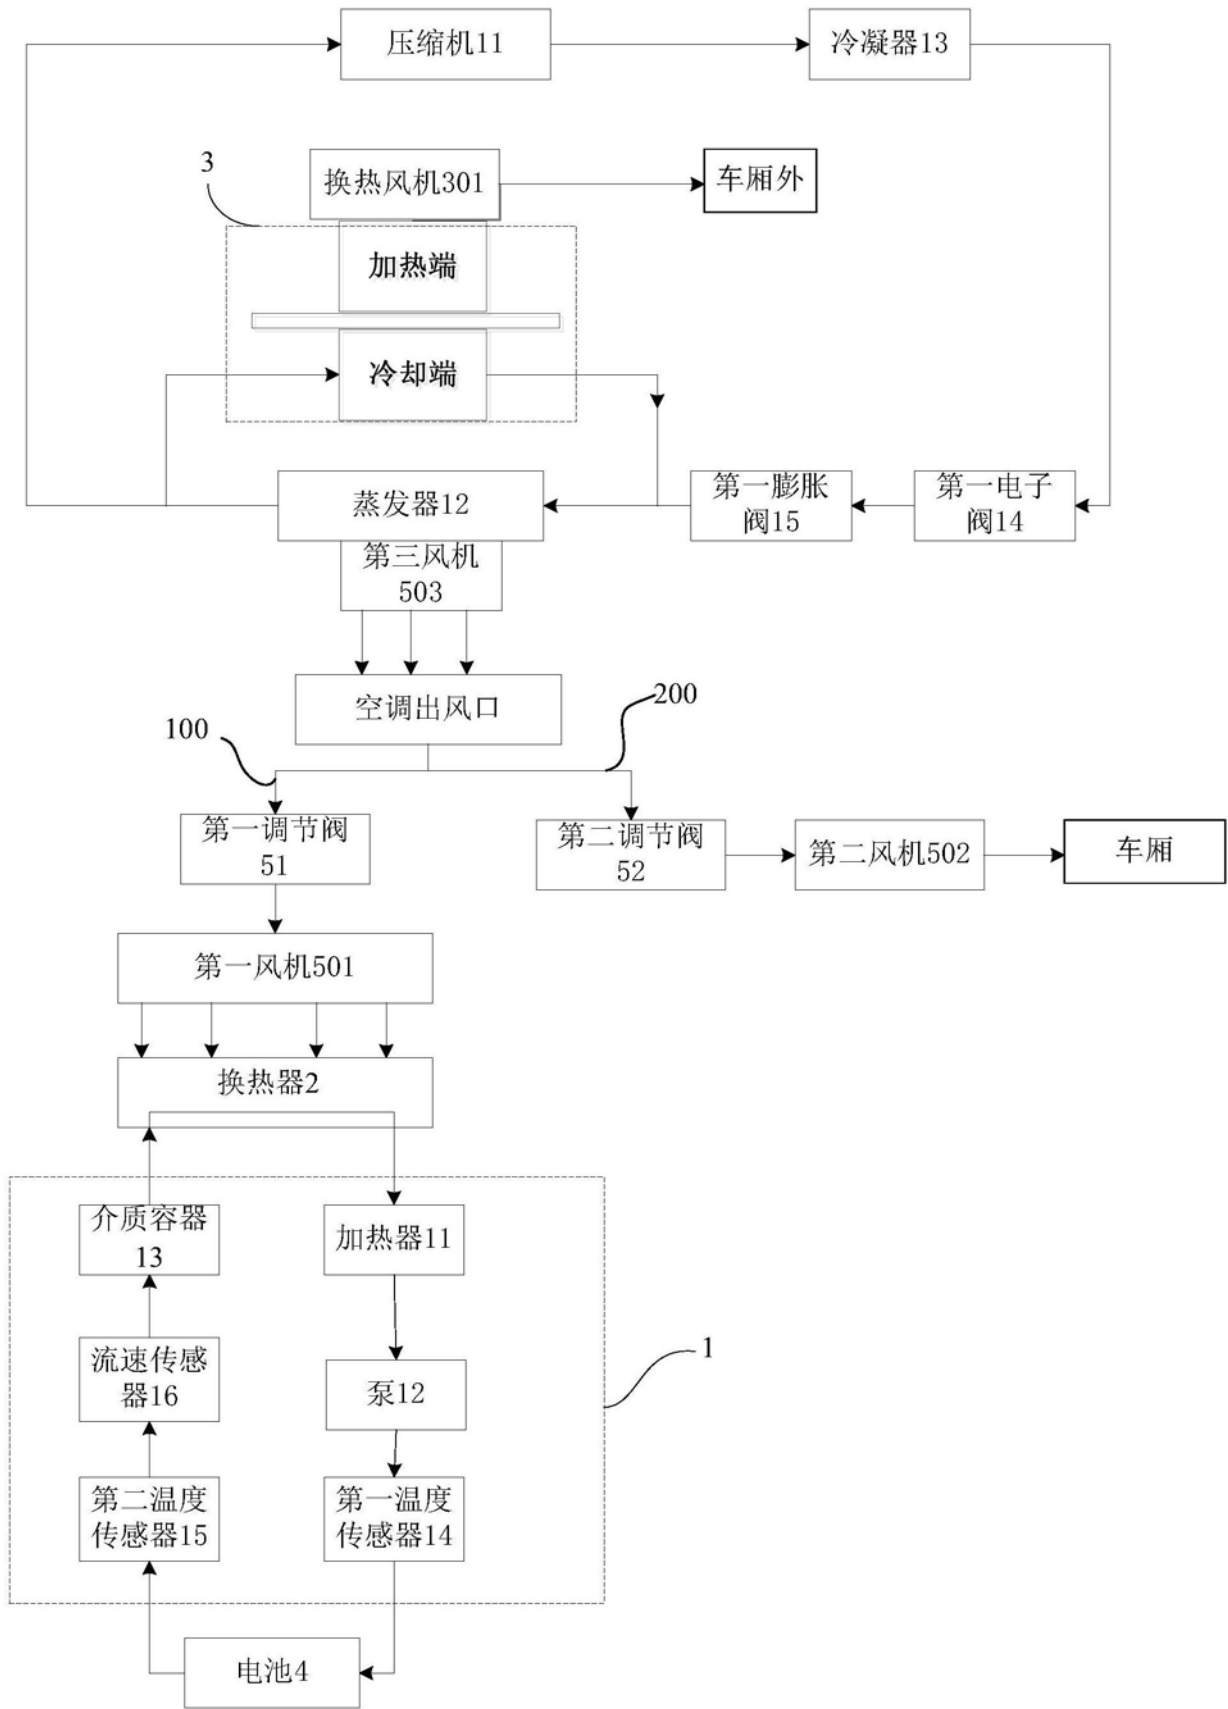 压缩机11
冷凝器13
3
换热风机301
车厢外
加热端
冷却端
蒸发器12
第一膨胀
阀15
第一电子
阀14
第三风机
503
空调出风口
200
100
第一调节阀
51
第二调节阀
52
第二风机502
车厢
第一风机501
换热器2
介质容器
13
加热器11
1
流速传感
器16
泵12
第二温度
传感器15
第一温度
传感器14
电池4